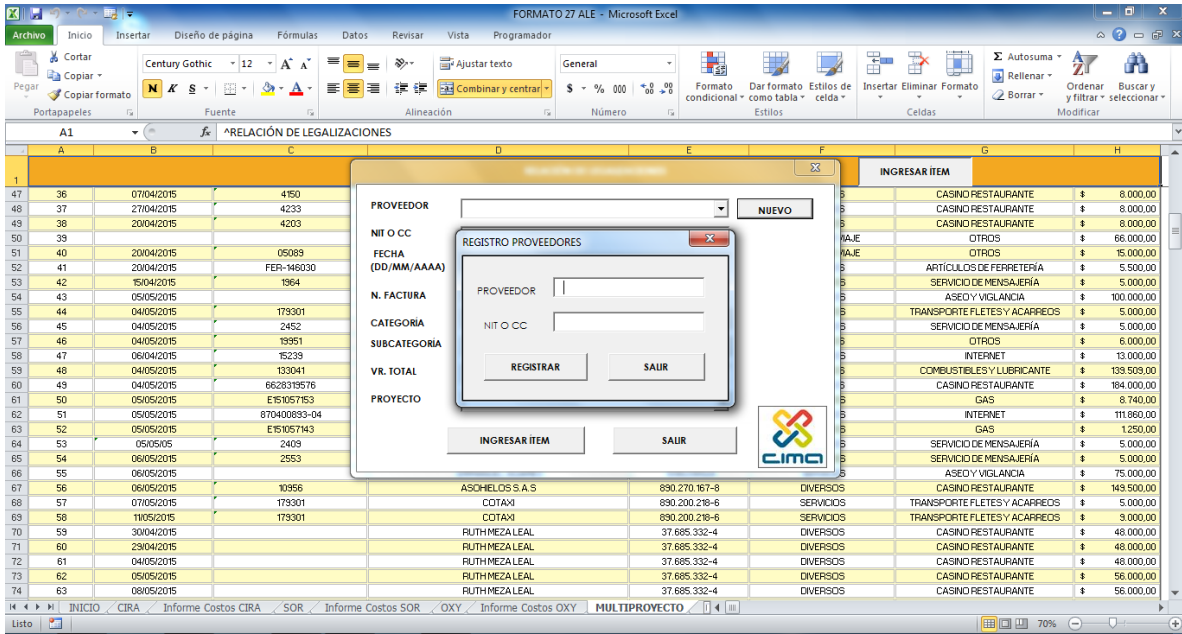 FORMATO 27 ALE - Microsoft Excel
Archivo Inicio Insertar Diseño de página Fórmulas Datos Revisar Vista Programador
Pegar
Cortar
Copiar
Copiar formato
Portapapeles
Century Gothic 12
N K S
Fuente
Ajustar texto
Combinar y centrar
Alineación
General
$ % 000
Número
Formato condicional
Dar formato como tabla
Estilos de celda
Estilos
Insertar Eliminar Formato
Celdas
Autosuma
Rellenar
Borrar
Ordenar y filtrar
Buscar y seleccionar
Modificar
A1 fx ^RELACIÓN DE LEGALIZACIONES
A B C D E F G H
1 INGRESAR ÍTEM
47 36 07/04/2015 4150 CASINO RESTAURANTE $ 8.000,00
48 37 27/04/2015 4233 CASINO RESTAURANTE $ 8.000,00
49 38 20/04/2015 4203 CASINO RESTAURANTE $ 8.000,00
50 39 AJE OTROS $ 66.000,00
51 40 20/04/2015 05089 AJE OTROS $ 15.000,00
52 41 20/04/2015 FER-146030 ARTÍCULOS DE FERRETERÍA $ 5.500,00
53 42 15/04/2015 1964 SERVICIO DE MENSAJERÍA $ 5.000,00
54 43 05/05/2015 ASEO Y VIGLANCIA $ 100.000,00
55 44 04/05/2015 179301 TRANSPORTE FLETES Y ACARREOS $ 5.000,00
56 45 04/05/2015 2452 SERVICIO DE MENSAJERÍA $ 5.000,00
57 46 04/05/2015 19951 OTROS $ 6.000,00
58 47 06/04/2015 15239 INTERNET $ 13.000,00
59 48 04/05/2015 133041 COMBUSTIBLES Y LUBRICANTE $ 139.509,00
60 49 04/05/2015 6628319576 CASINO RESTAURANTE $ 184.000,00
61 50 05/05/2015 E151057153 GAS $ 8.740,00
62 51 05/05/2015 870400893-04 INTERNET $ 111.860,00
63 52 05/05/2015 E151057143 GAS $ 1.250,00
64 53 05/05/05 2409 SERVICIO DE MENSAJERÍA $ 5.000,00
65 54 06/05/2015 2553 SERVICIO DE MENSAJERÍA $ 5.000,00
66 55 06/05/2015 ASEO Y VIGLANCIA $ 75.000,00
67 56 06/05/2015 10956 ASOHELOS S.A.S 890.270.167-8 DIVERSOS CASINO RESTAURANTE $ 149.500,00
68 57 07/05/2015 179301 COTAXI 890.200.218-6 SERVICIOS TRANSPORTE FLETES Y ACARREOS $ 5.000,00
69 58 11/05/2015 179301 COTAXI 890.200.218-6 SERVICIOS TRANSPORTE FLETES Y ACARREOS $ 9.000,00
70 59 30/04/2015 RUTH MEZA LEAL 37.685.332-4 DIVERSOS CASINO RESTAURANTE $ 48.000,00
71 60 29/04/2015 RUTH MEZA LEAL 37.685.332-4 DIVERSOS CASINO RESTAURANTE $ 48.000,00
72 61 04/05/2015 RUTH MEZA LEAL 37.685.332-4 DIVERSOS CASINO RESTAURANTE $ 48.000,00
73 62 05/05/2015 RUTH MEZA LEAL 37.685.332-4 DIVERSOS CASINO RESTAURANTE $ 56.000,00
74 63 08/05/2015 RUTH MEZA LEAL 37.685.332-4 DIVERSOS CASINO RESTAURANTE $ 56.000,00
PROVEEDOR NUEVO
NIT O CC
FECHA
(DD/MM/AAAA)
N. FACTURA
CATEGORÍA
SUBCATEGORÍA
VR. TOTAL
PROYECTO
INGRESAR ITEM SALIR
cima
REGISTRO PROVEEDORES
PROVEEDOR
NIT O CC
REGISTRAR SALIR
INICIO CIRA Informe Costos CIRA SOR Informe Costos SOR OXY Informe Costos OXY MULTIPROYECTO
Listo 70%